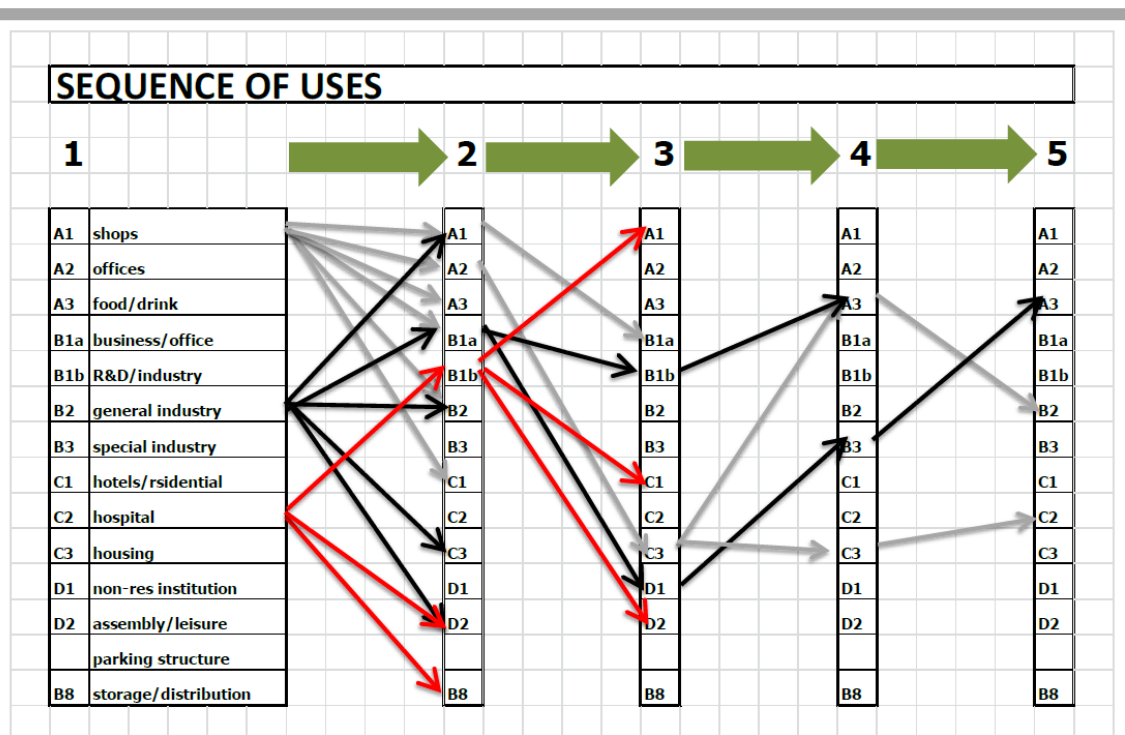 SEQUENCE OF USES
1 2 3 4 5
A1 shops A1 A1 A1 A1
A2 offices A2 A2 A2 A2
A3 food/drink A3 A3 A3 A3
B1a business/office B1a B1a B1a B1a
B1b R&D/industry B1b B1b B1b B1b
B2 general industry B2 B2 B2 B2
B3 special industry B3 B3 B3 B3
C1 hotels/rsidential C1 C1 C1 C1
C2 hospital C2 C2 C2 C2
C3 housing C3 C3 C3 C3
D1 non-res institution D1 D1 D1 D1
D2 assembly/leisure D2 D2 D2 D2
parking structure
B8 storage/distribution B8 B8 B8 B8